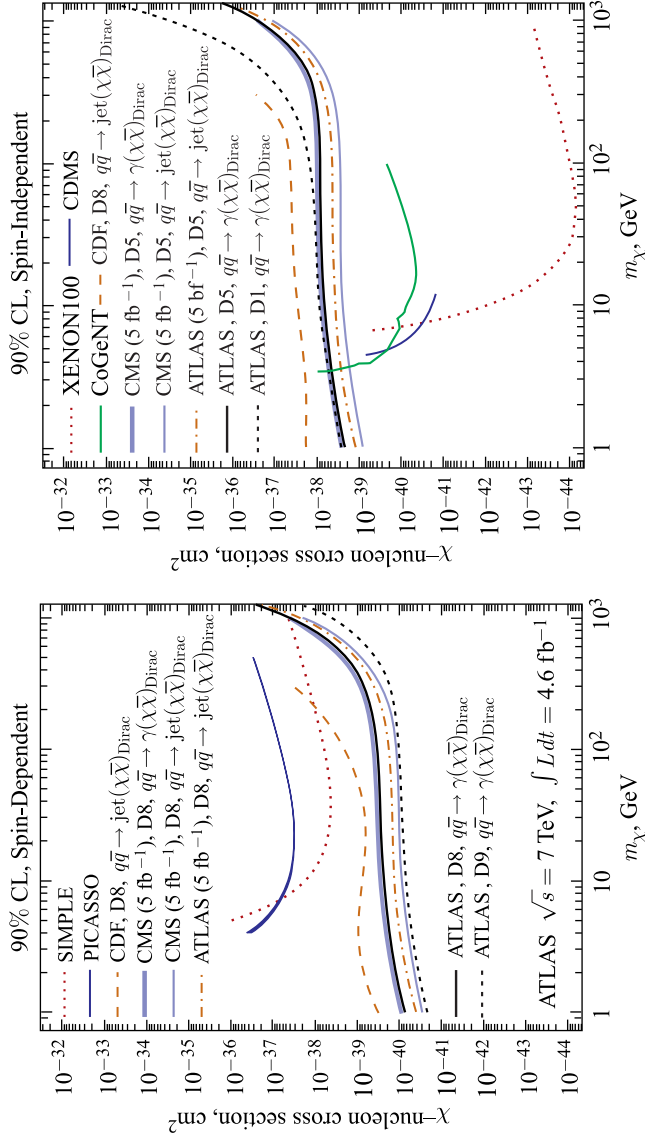 90% CL, Spin-Dependent
SIMPLE
PICASSO
CDF, D8, qq̄ → jet(χχ̄)Dirac
CMS (5 fb−1), D8, qq̄ → γ(χχ̄)Dirac
CMS (5 fb−1), D8, qq̄ → jet(χχ̄)Dirac
ATLAS (5 fb−1), D8, qq̄ → jet(χχ̄)Dirac
ATLAS , D8, qq̄ → γ(χχ̄)Dirac
ATLAS, D9, qq̄ → γ(χχ̄)Dirac
ATLAS √s = 7 TeV, ∫ Ldt = 4.6 fb−1
χ–nucleon cross section, cm2
10−32
10−33
10−34
10−35
10−36
10−37
10−38
10−39
10−40
10−41
10−42
10−43
10−44
1 10 102 103
mχ, GeV
90% CL, Spin-Independent
XENON100 CDMS
CoGeNT CDF, D8, qq̄ → jet(χχ̄)Dirac
CMS (5 fb−1), D5, qq̄ → γ(χχ̄)Dirac
CMS (5 fb−1), D5, qq̄ → jet(χχ̄)Dirac
ATLAS (5 bf−1), D5, qq̄ → jet(χχ̄)Dirac
ATLAS , D5, qq̄ → γ(χχ̄)Dirac
ATLAS, D1, qq̄ → γ(χχ̄)Dirac
χ–nucleon cross section, cm2
10−32
10−33
10−34
10−35
10−36
10−37
10−38
10−39
10−40
10−41
10−42
10−43
10−44
1 10 102 103
mχ, GeV